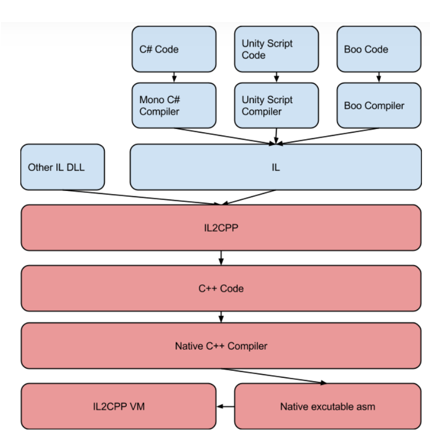 C# Code
Unity Script
Code
Boo Code
Mono C#
Compiler
Unity Script
Compiler
Boo Compiler
Other IL DLL
IL
IL2CPP
C++ Code
Native C++ Compiler
IL2CPP VM
Native excutable asm